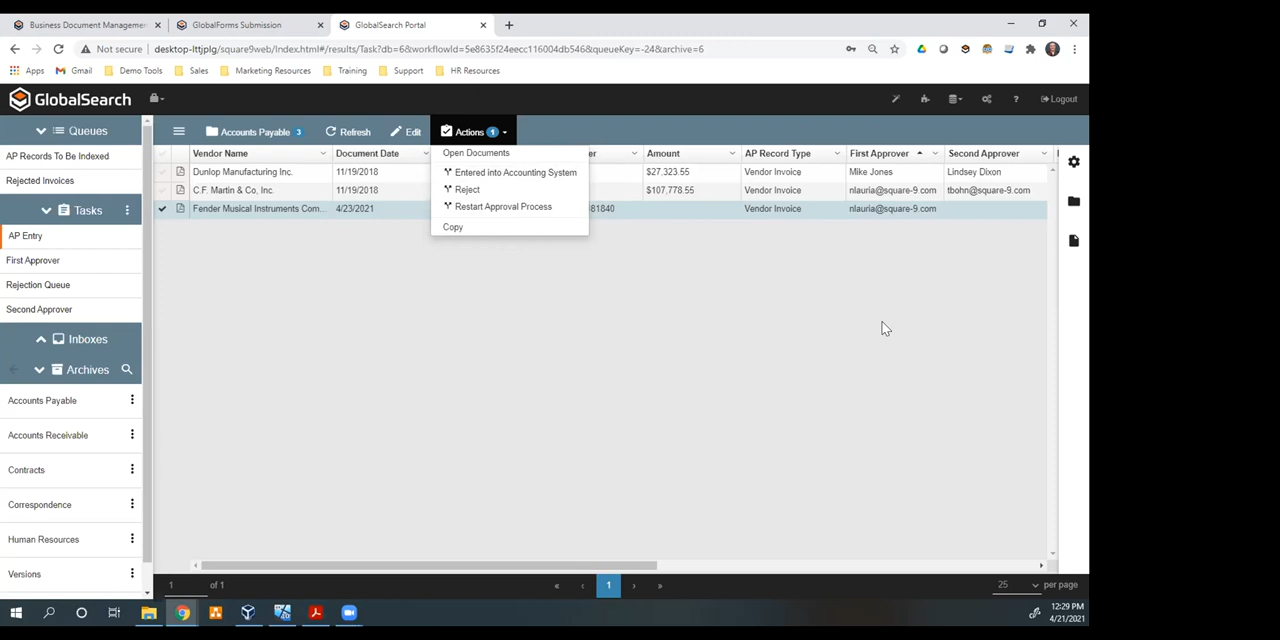 Business Document Manageme
GlobalForms Submission
GlobalSearch Portal
Not secure desktop-lttjplg/square9web/Index.html#/results/Task?db=6&workflowId=5e8635f24eecc116004db546&queueKey=-24&archive=6
Apps Gmail Demo Tools Sales Marketing Resources Training Support HR Resources
GlobalSearch
? Logout
Queues
AP Records To Be Indexed
Rejected Invoices
Tasks
AP Entry
First Approver
Rejection Queue
Second Approver
Inboxes
Archives
Accounts Payable
Accounts Receivable
Contracts
Correspondence
Human Resources
Versions
Accounts Payable 3 Refresh Edit Actions 1
Open Documents
Entered into Accounting System
Reject
Restart Approval Process
Copy
Vendor Name Document Date er Amount AP Record Type First Approver Second Approver
Dunlop Manufacturing Inc. 11/19/2018 $27,323.55 Vendor Invoice Mike Jones Lindsey Dixon
C.F. Martin & Co, Inc. 11/19/2018 $107,778.55 Vendor Invoice nlauria@square-9.com tbohn@square-9.com
Fender Musical Instruments Com... 4/23/2021 81840 Vendor Invoice nlauria@square-9.com
1 of 1 « ‹ 1 › » 25 per page
12:29 PM
4/21/2021